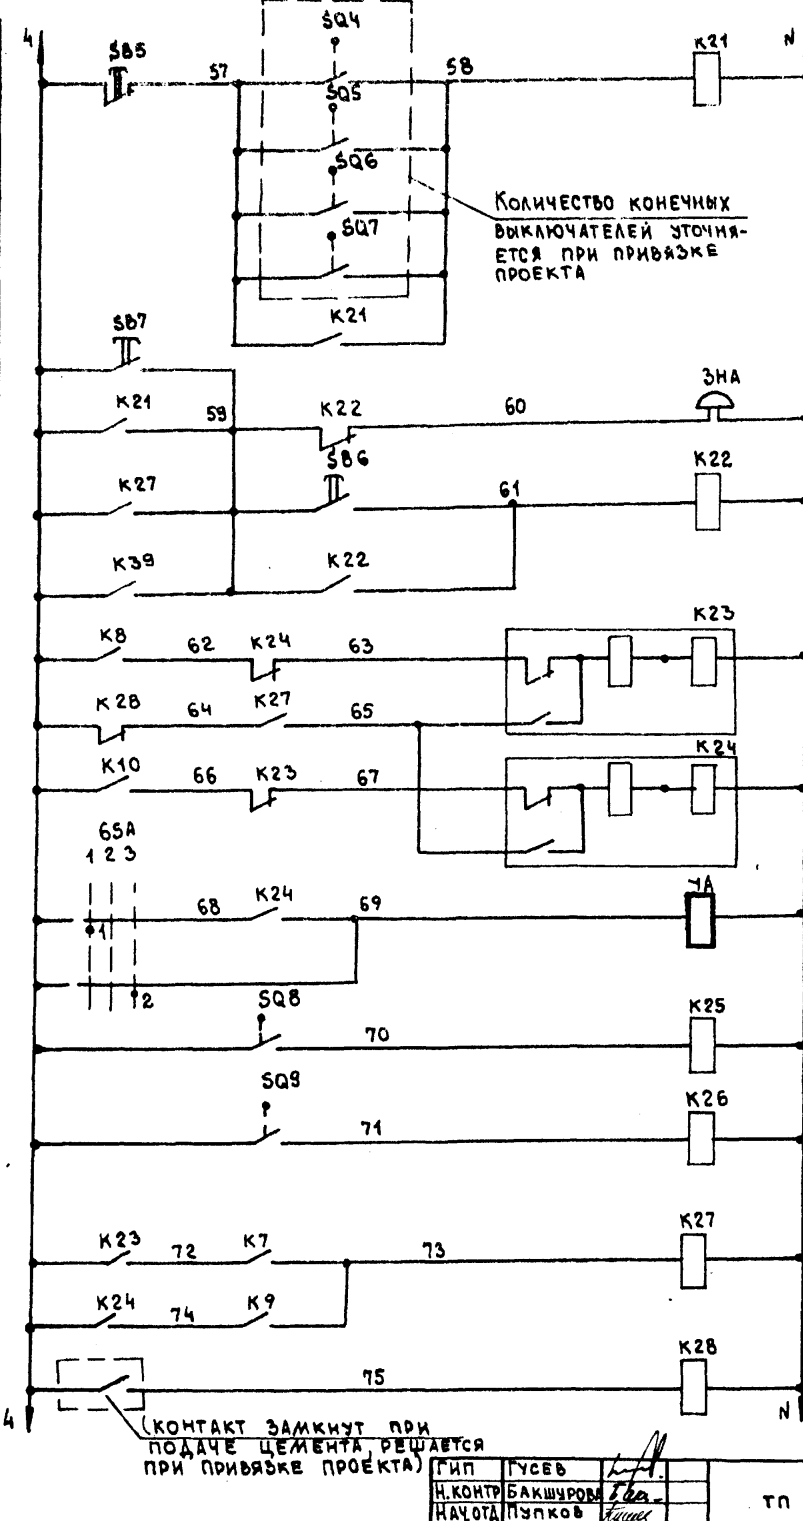 4 SQ4 N
SB5 57 58 K21
SQ5
SQ6
КОЛИЧЕСТВО КОНЕЧНЫХ
ВЫКЛЮЧАТЕЛЕЙ УТОЧНЯ-
ЕТСЯ ПРИ ПРИВЯЗКЕ
ПРОЕКТА
SQ7
K21
SB7
K21 59 K22 60 3HA
K27 SB6 61 K22
K39 K22
K8 62 K24 63 K23
K28 64 K27 65
K10 66 K23 67 K24
65A
1 2 3
68 K24 69 YA
1
2
SQ8 70 K25
SQ9 71 K26
K23 72 K7 73 K27
K24 74 K9
75 K28
4 N
(КОНТАКТ ЗАМКНУТ ПРИ
ПОДАЧЕ ЦЕМЕНТА, РЕШАЕТСЯ
ПРИ ПРИВЯЗКЕ ПРОЕКТА)
ГИП ГУСЕВ
Н.КОНТР БАКШУРОВА
НАЧ.ОТД ПУПКОВ
ТП